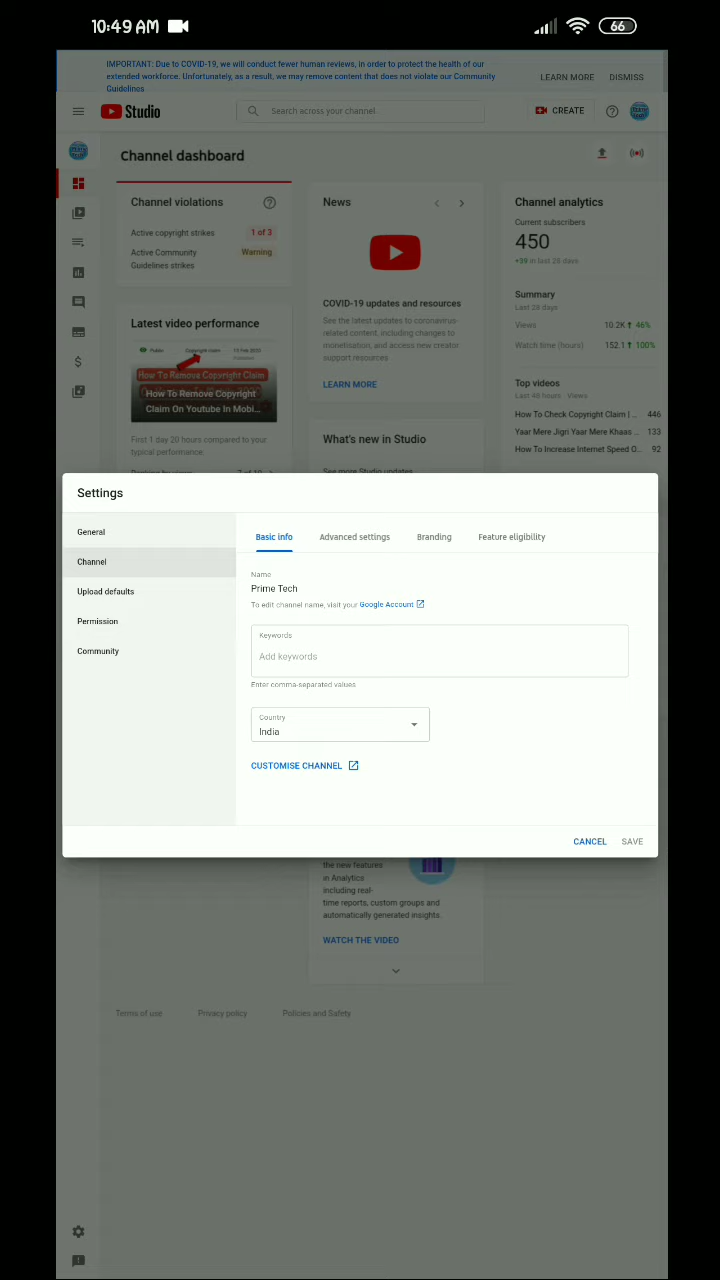 10:49 AM
66
IMPORTANT: Due to COVID-19, we will conduct fewer human reviews, in order to protect the health of our
extended workforce. Unfortunately, as a result, we may remove content that does not violate our Community
Guidelines
LEARN MORE DISMISS
Studio
Search across your channel
CREATE
Channel dashboard
Channel violations
Active copyright strikes 1 of 3
Active Community Warning
Guidelines strikes
News
COVID-19 updates and resources
See the latest updates to coronavirus-
related content, including changes to
monetisation, and access new creator
support resources
LEARN MORE
Channel analytics
Current subscribers
450
+99 in last 28 days
Summary
Last 28 days
Views 10.2K 46%
Watch time (hours) 152.1 100%
Top videos
Last 48 hours · Views
How To Check Copyright Claim | ... 446
Yaar Mere Jigri Yaar Mere Khaas ... 133
How To Increase Internet Speed O... 92
Latest video performance
Public Copyright claim 15 Feb 2023
How To Remove Copyright Claim
How To Remove Copyright
Claim On Youtube In Mobi...
First 1 day 20 hours compared to your
typical performance.
What's new in Studio
Settings
General
Channel
Upload defaults
Permission
Community
Basic info Advanced settings Branding Feature eligibility
Name
Prime Tech
To edit channel name, visit your Google Account
Keywords
Add keywords
Enter comma-separated values
Country
India
CUSTOMISE CHANNEL
CANCEL SAVE
the new features
in Analytics
including real-
time reports, custom groups and
automatically generated insights.
WATCH THE VIDEO
Terms of use Privacy policy Policies and Safety